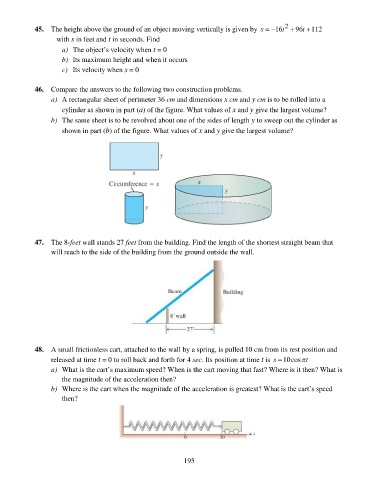 45. The height above the ground of an object moving vertically is given by s = −16t² + 96t + 112
with s in feet and t in seconds. Find
a) The object's velocity when t = 0
b) Its maximum height and when it occurs
c) Its velocity when s = 0
46. Compare the answers to the following two construction problems.
a) A rectangular sheet of perimeter 36 cm and dimensions x cm and y cm is to be rolled into a
cylinder as shown in part (a) of the figure. What values of x and y give the largest volume?
b) The same sheet is to be revolved about one of the sides of length y to sweep out the cylinder as
shown in part (b) of the figure. What values of x and y give the largest volume?
y
x
Circumference = x
x
y
y
47. The 8-feet wall stands 27 feet from the building. Find the length of the shortest straight beam that
will reach to the side of the building from the ground outside the wall.
Beam
Building
8' wall
27'
48. A small frictionless cart, attached to the wall by a spring, is pulled 10 cm from its rest position and
released at time t = 0 to roll back and forth for 4 sec. Its position at time t is s = 10cos πt
a) What is the cart's maximum speed? When is the cart moving that fast? Where is it then? What is
the magnitude of the acceleration then?
b) Where is the cart when the magnitude of the acceleration is greatest? What is the cart's speed
then?
0 10 s
195